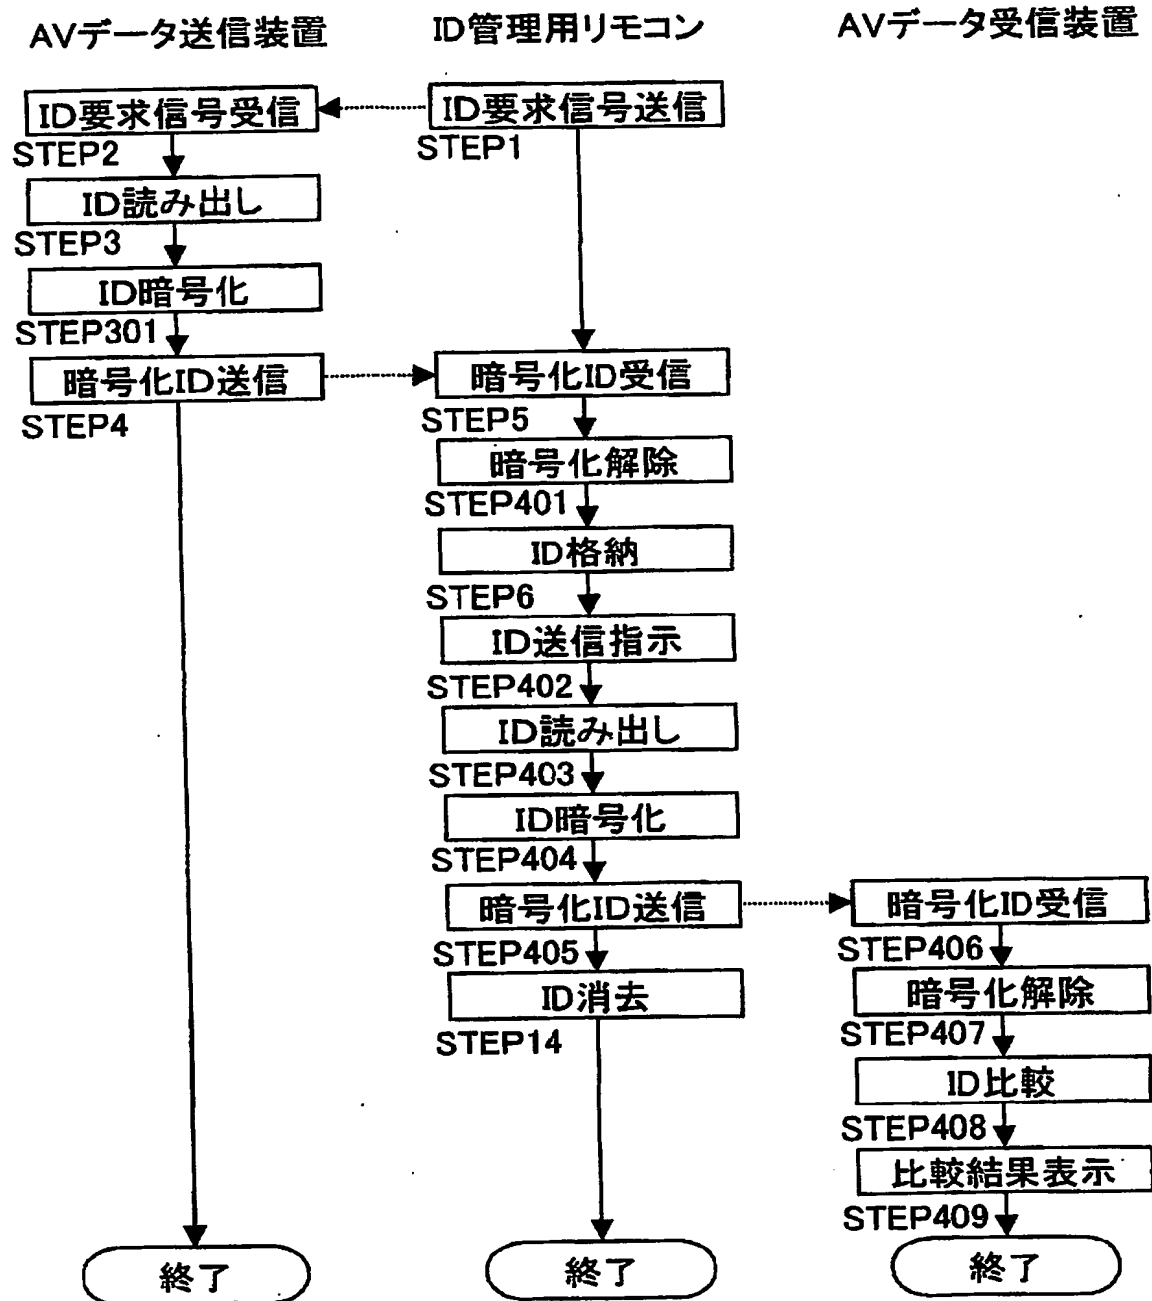 AVデータ送信装置
ID管理用リモコン
AVデータ受信装置
ID要求信号受信
STEP2
ID読み出し
STEP3
ID暗号化
STEP301
暗号化ID送信
STEP4
終了
ID要求信号送信
STEP1
暗号化ID受信
STEP5
暗号化解除
STEP401
ID格納
STEP6
ID送信指示
STEP402
ID読み出し
STEP403
ID暗号化
STEP404
暗号化ID送信
STEP405
ID消去
STEP14
終了
暗号化ID受信
STEP406
暗号化解除
STEP407
ID比較
STEP408
比較結果表示
STEP409
終了